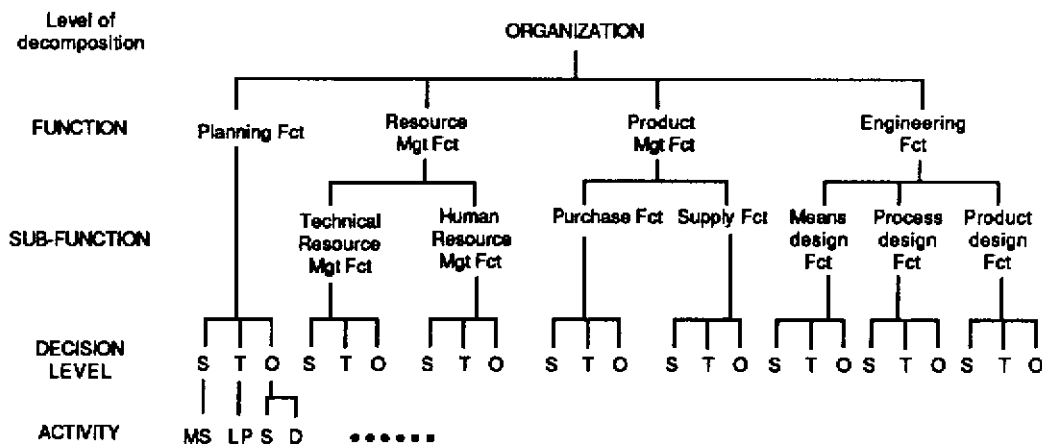 Level of
decomposition
ORGANIZATION
FUNCTION
Planning Fct
Resource
Mgt Fct
Product
Mgt Fct
Engineering
Fct
SUB-FUNCTION
Technical
Resource
Mgt Fct
Human
Resource
Mgt Fct
Purchase Fct
Supply Fct
Means
design
Fct
Process
design
Fct
Product
design
Fct
DECISION
LEVEL
S T O S T O S T O S T O S T O S T O S T O S T O
ACTIVITY
MS LP S D ......